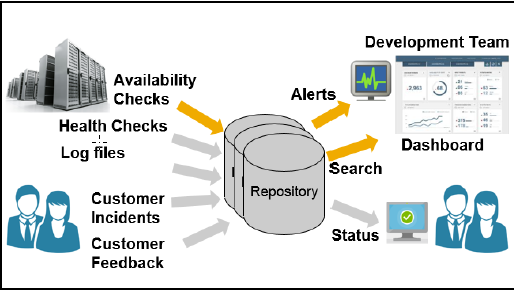 Development Team
Availability
Checks
Alerts
Health Checks
Log files
Dashboard
Search
Repository
Customer
Incidents
Status
Customer
Feedback